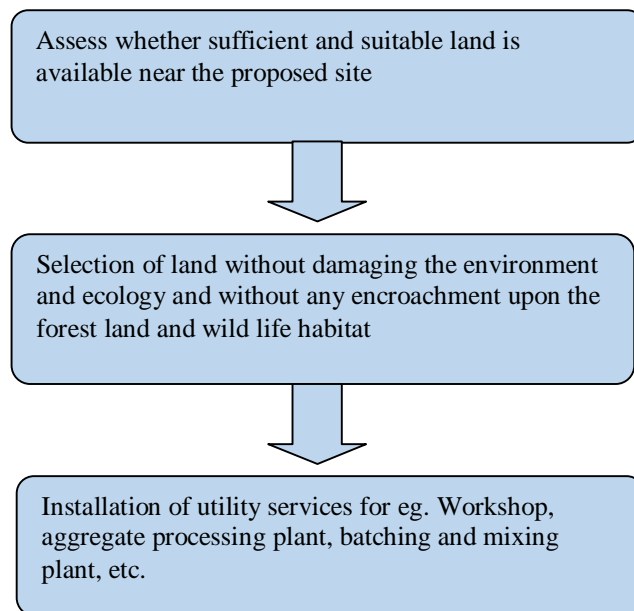 Assess whether sufficient and suitable land is
available near the proposed site
Selection of land without damaging the environment
and ecology and without any encroachment upon the
forest land and wild life habitat
Installation of utility services for eg. Workshop,
aggregate processing plant, batching and mixing
plant, etc.